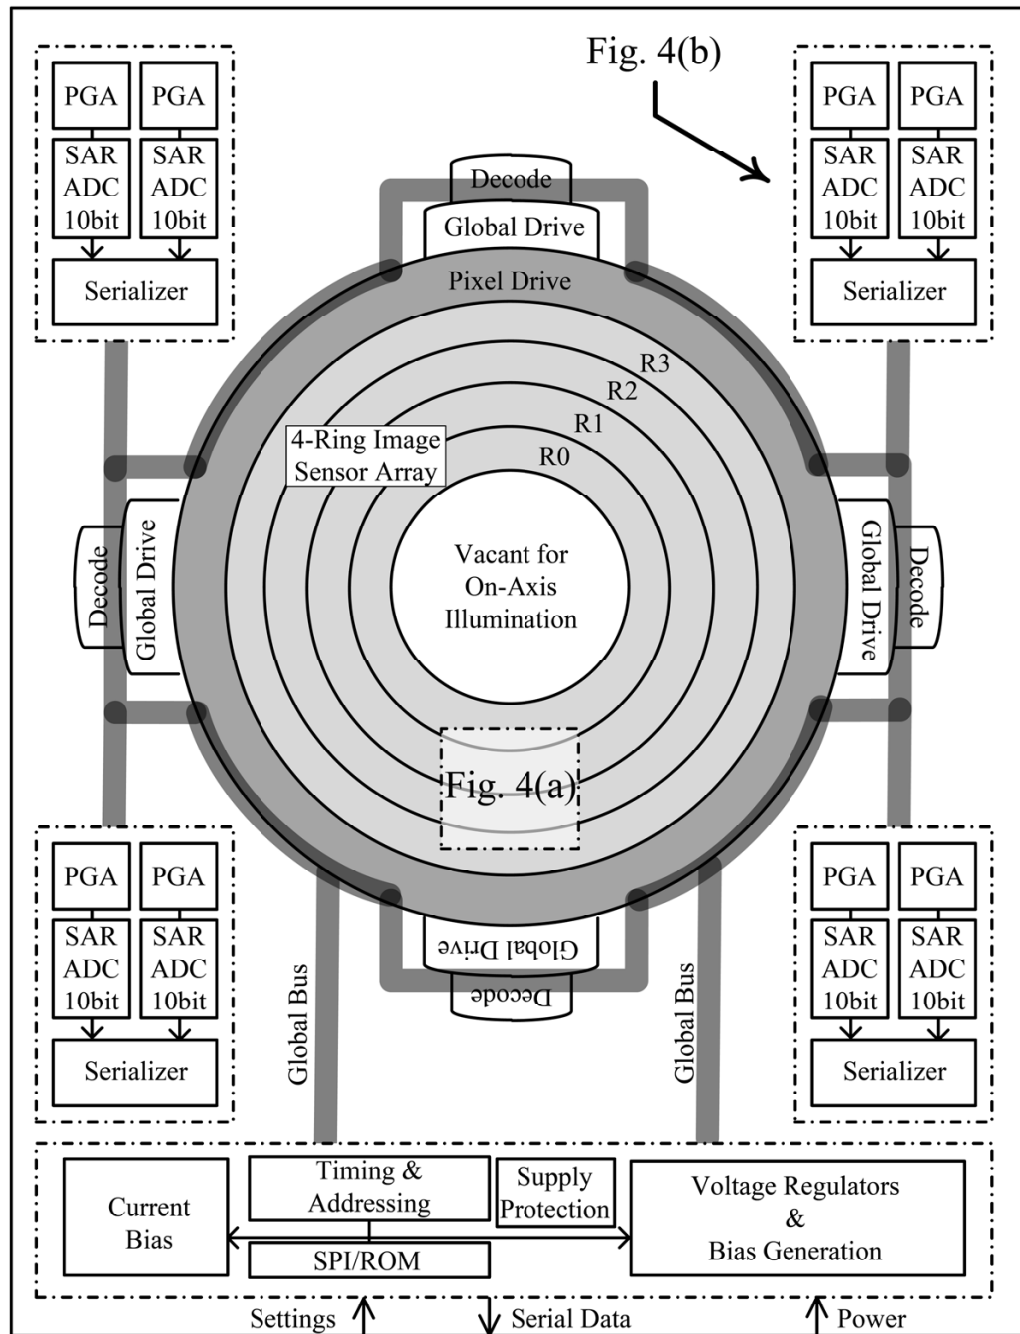 Fig. 4(b)
PGA PGA
SAR SAR
ADC ADC
10bit 10bit
Serializer
PGA PGA
SAR SAR
ADC ADC
10bit 10bit
Serializer
Decode
Global Drive
Pixel Drive
R3
R2
R1
R0
4-Ring Image
Sensor Array
Vacant for
On-Axis
Illumination
Decode
Global Drive
Global Drive
Decode
Fig. 4(a)
Global Drive
Decode
PGA PGA
SAR SAR
ADC ADC
10bit 10bit
Serializer
Global Bus
Global Bus
PGA PGA
SAR SAR
ADC ADC
10bit 10bit
Serializer
Current
Bias
Timing &
Addressing
SPI/ROM
Supply
Protection
Voltage Regulators
&
Bias Generation
Settings
Serial Data
Power